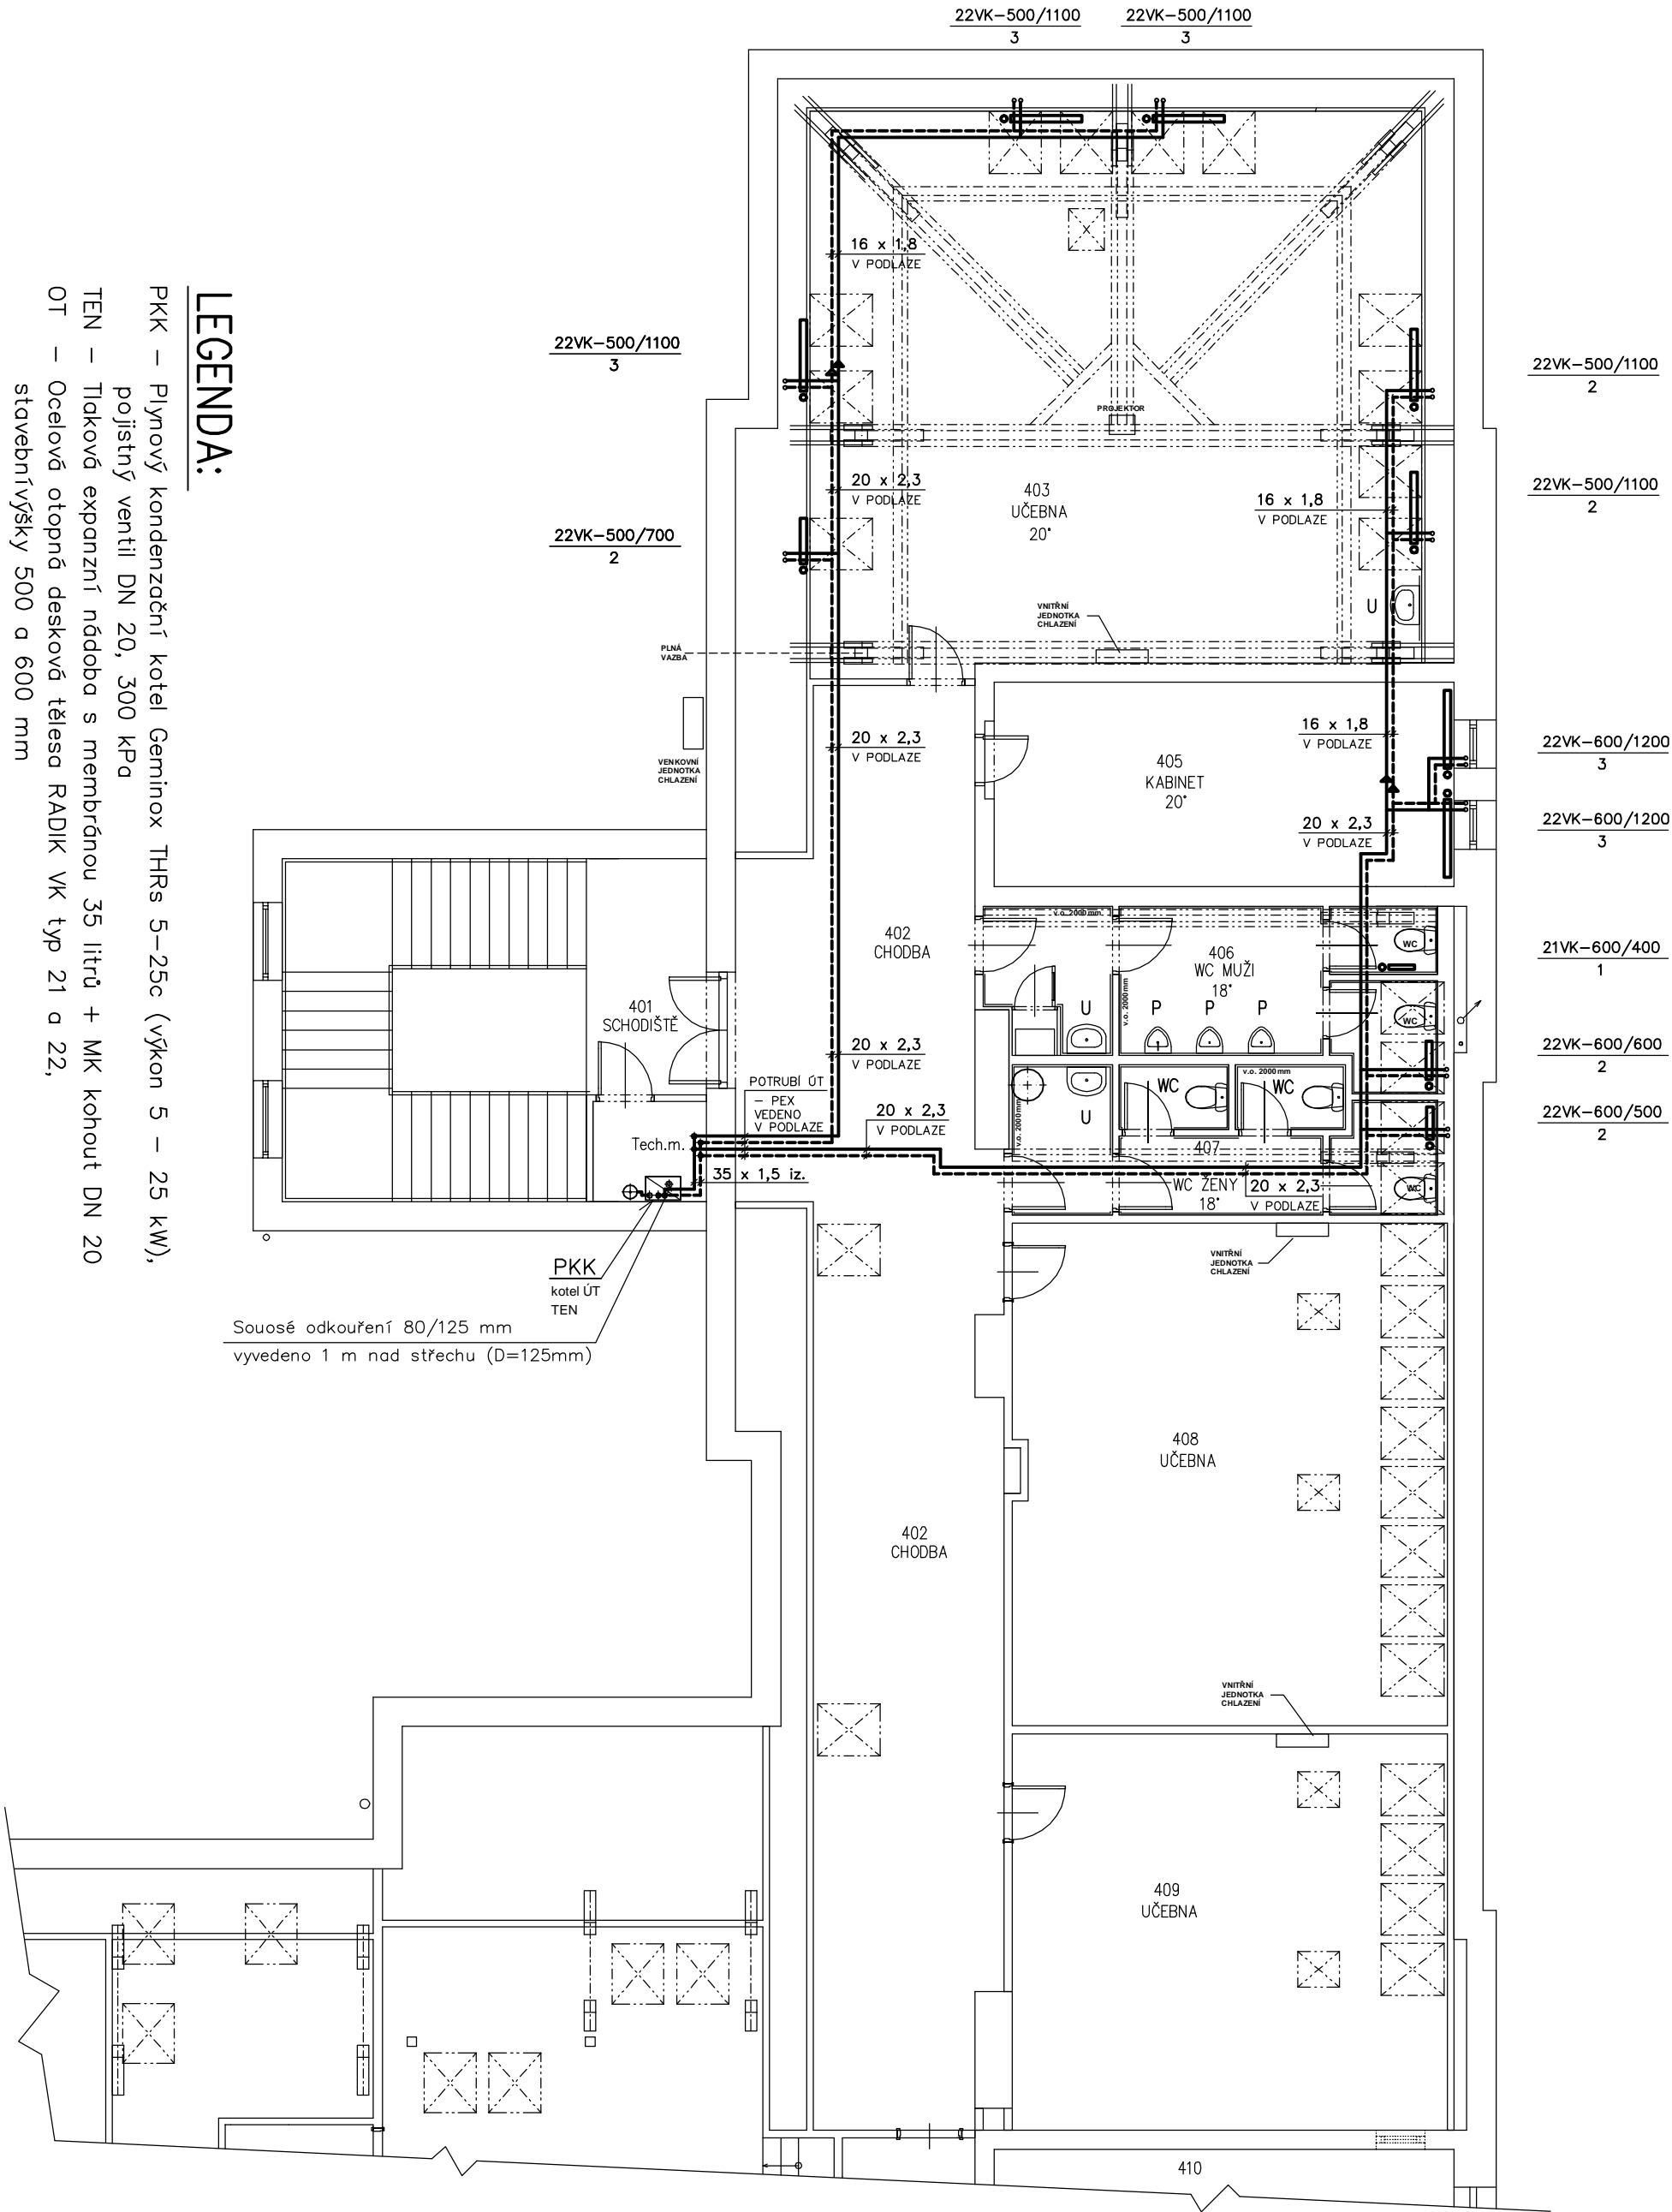 22VK-500/1100
3
22VK-500/1100
3
16 x 1,8
V PODLAZE
22VK-500/1100
3
22VK-500/1100
2
PROJEKTOR
20 x 2,3
V PODLAZE
403
UČEBNA
20°
16 x 1,8
V PODLAZE
22VK-500/1100
2
22VK-500/700
2
U
VNITŘNÍ
JEDNOTKA
CHLAZENÍ
PLNÁ
VAZBA
20 x 2,3
V PODLAZE
VENKOVNÍ
JEDNOTKA
CHLAZENÍ
405
KABINET
20°
16 x 1,8
V PODLAZE
22VK-600/1200
3
20 x 2,3
V PODLAZE
22VK-600/1200
3
402
CHODBA
v.o. 2000mm
406
WC MUŽI
18°
v.o. 2000mm
WC
21VK-600/400
1
401
SCHODIŠTĚ
U
P
P
P
WC
20 x 2,3
V PODLAZE
22VK-600/600
2
POTRUBÍ ÚT
- PEX
VEDENO
V PODLAZE
v.o. 2000mm
U
WC
v.o. 2000mm
WC
20 x 2,3
V PODLAZE
22VK-600/500
2
Tech.m.
35 x 1,5 iz.
407
WC ŽENY
18°
20 x 2,3
V PODLAZE
WC
PKK
kotel ÚT
TEN
Souosé odkouření 80/125 mm
vyvedeno 1 m nad střechu (D=125mm)
VNITŘNÍ
JEDNOTKA
CHLAZENÍ
408
UČEBNA
402
CHODBA
VNITŘNÍ
JEDNOTKA
CHLAZENÍ
409
UČEBNA
410
LEGENDA:
PKK - Plynový kondenzační kotel Geminox THRs 5-25c (výkon 5 - 25 kW),
pojistný ventil DN 20, 300 kPa
TEN - Tlaková expanzní nádoba s membránou 35 litrů + MK kohout DN 20
OT - Ocelová otopná desková tělesa RADIK VK typ 21 a 22,
stavební výšky 500 a 600 mm